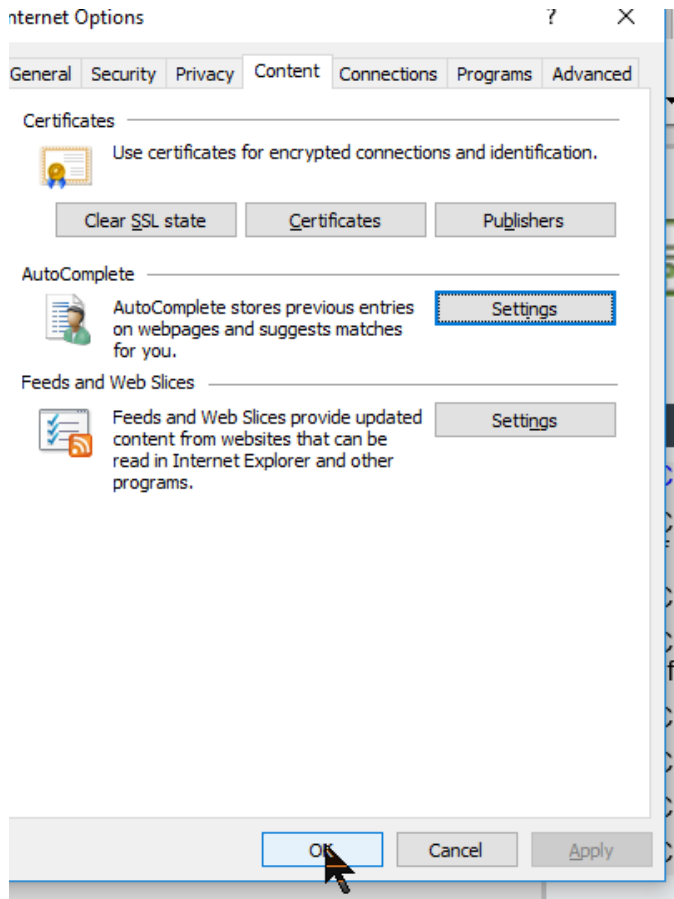 nternet Options ? X
General Security Privacy Content Connections Programs Advanced
Certificates
Use certificates for encrypted connections and identification.
Clear SSL state Certificates Publishers
AutoComplete
AutoComplete stores previous entries
on webpages and suggests matches
for you.
Settings
Feeds and Web Slices
Feeds and Web Slices provide updated
content from websites that can be
read in Internet Explorer and other
programs.
Settings
OK Cancel Apply